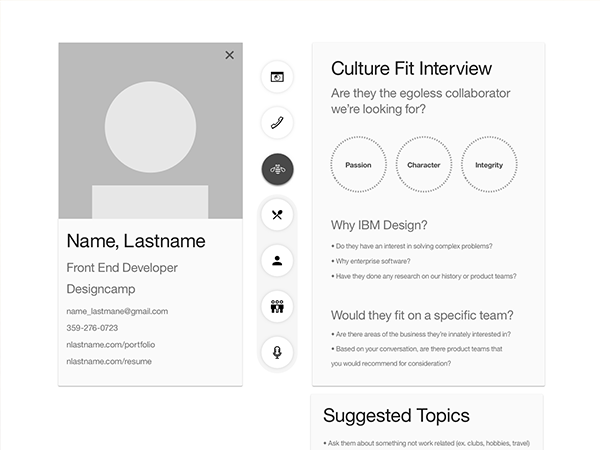 Name, Lastname
Front End Developer
Designcamp
name_lastmane@gmail.com
359-276-0723
nlastname.com/portfolio
nlastname.com/resume
Culture Fit Interview
Are they the egoless collaborator
we're looking for?
Passion
Character
Integrity
Why IBM Design?
• Do they have an interest in solving complex problems?
• Why enterprise software?
• Have they done any research on our history or product teams?
Would they fit on a specific team?
• Are there areas of the business they're innately interested in?
• Based on your conversation, are there product teams that
you would recommend for consideration?
Suggested Topics
• Ask them about something not work related (ex. clubs, hobbies, travel)